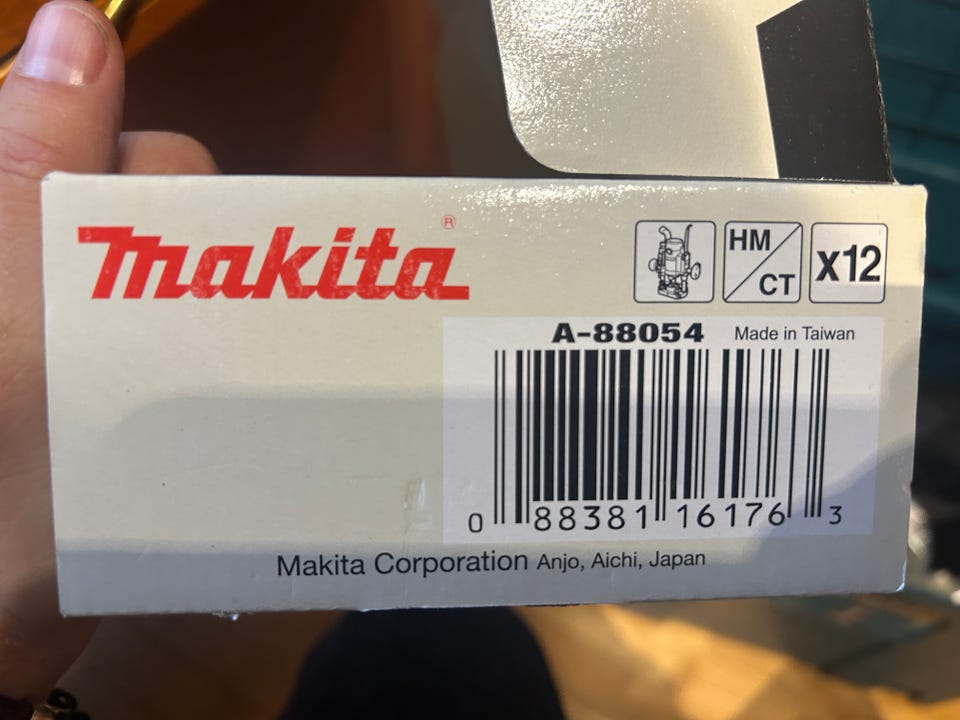 makita®
HM/CT
x12
A-88054 Made in Taiwan
0 88381 16176 3
Makita Corporation Anjo, Aichi, Japan